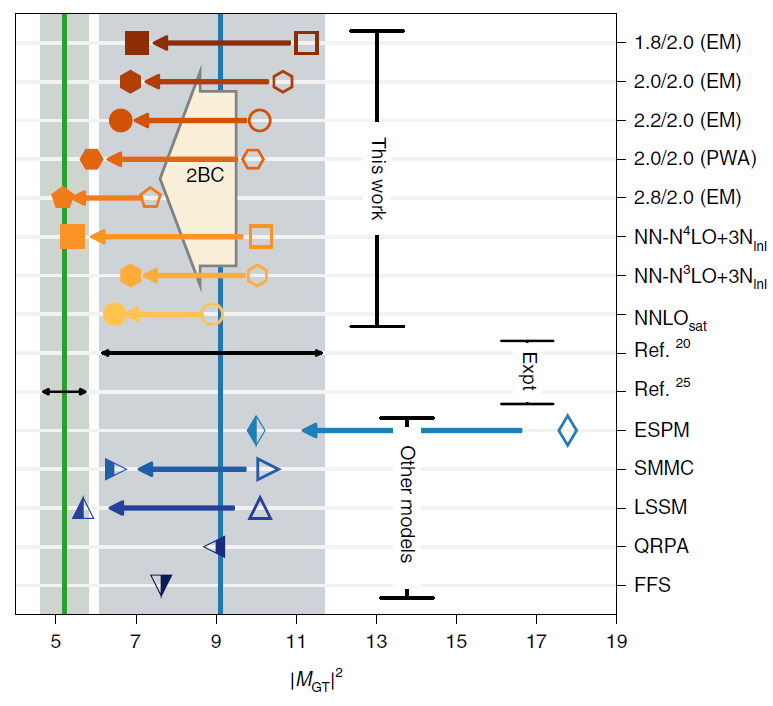 1.8/2.0 (EM)
2.0/2.0 (EM)
2.2/2.0 (EM)
2BC
2.0/2.0 (PWA)
This work
2.8/2.0 (EM)
NN-N⁴LO+3N_lnl
NN-N³LO+3N_lnl
NNLO_sat
Ref. ²⁰
Expt
Ref. ²⁵
ESPM
SMMC
Other models
LSSM
QRPA
FFS
5 7 9 11 13 15 17 19
|M_GT|²